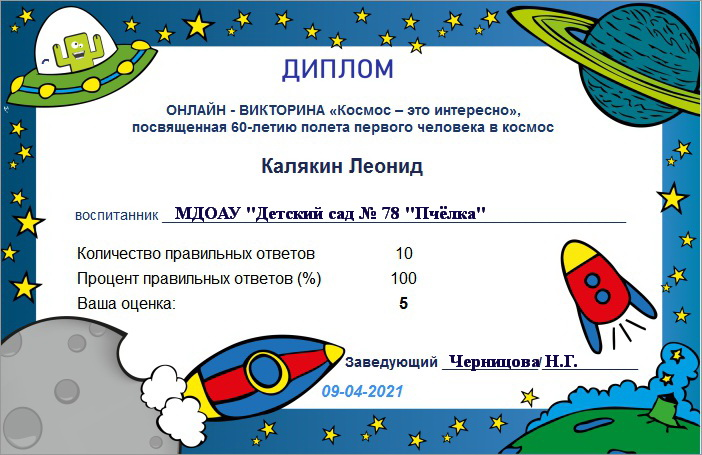 ДИПЛОМ
ОНЛАЙН - ВИКТОРИНА «Космос – это интересно»,
посвященная 60-летию полета первого человека в космос
Калякин Леонид
воспитанник МДОАУ "Детский сад № 78 "Пчёлка"
Количество правильных ответов 10
Процент правильных ответов (%) 100
Ваша оценка: 5
Заведующий Черницова/ Н.Г.
09-04-2021